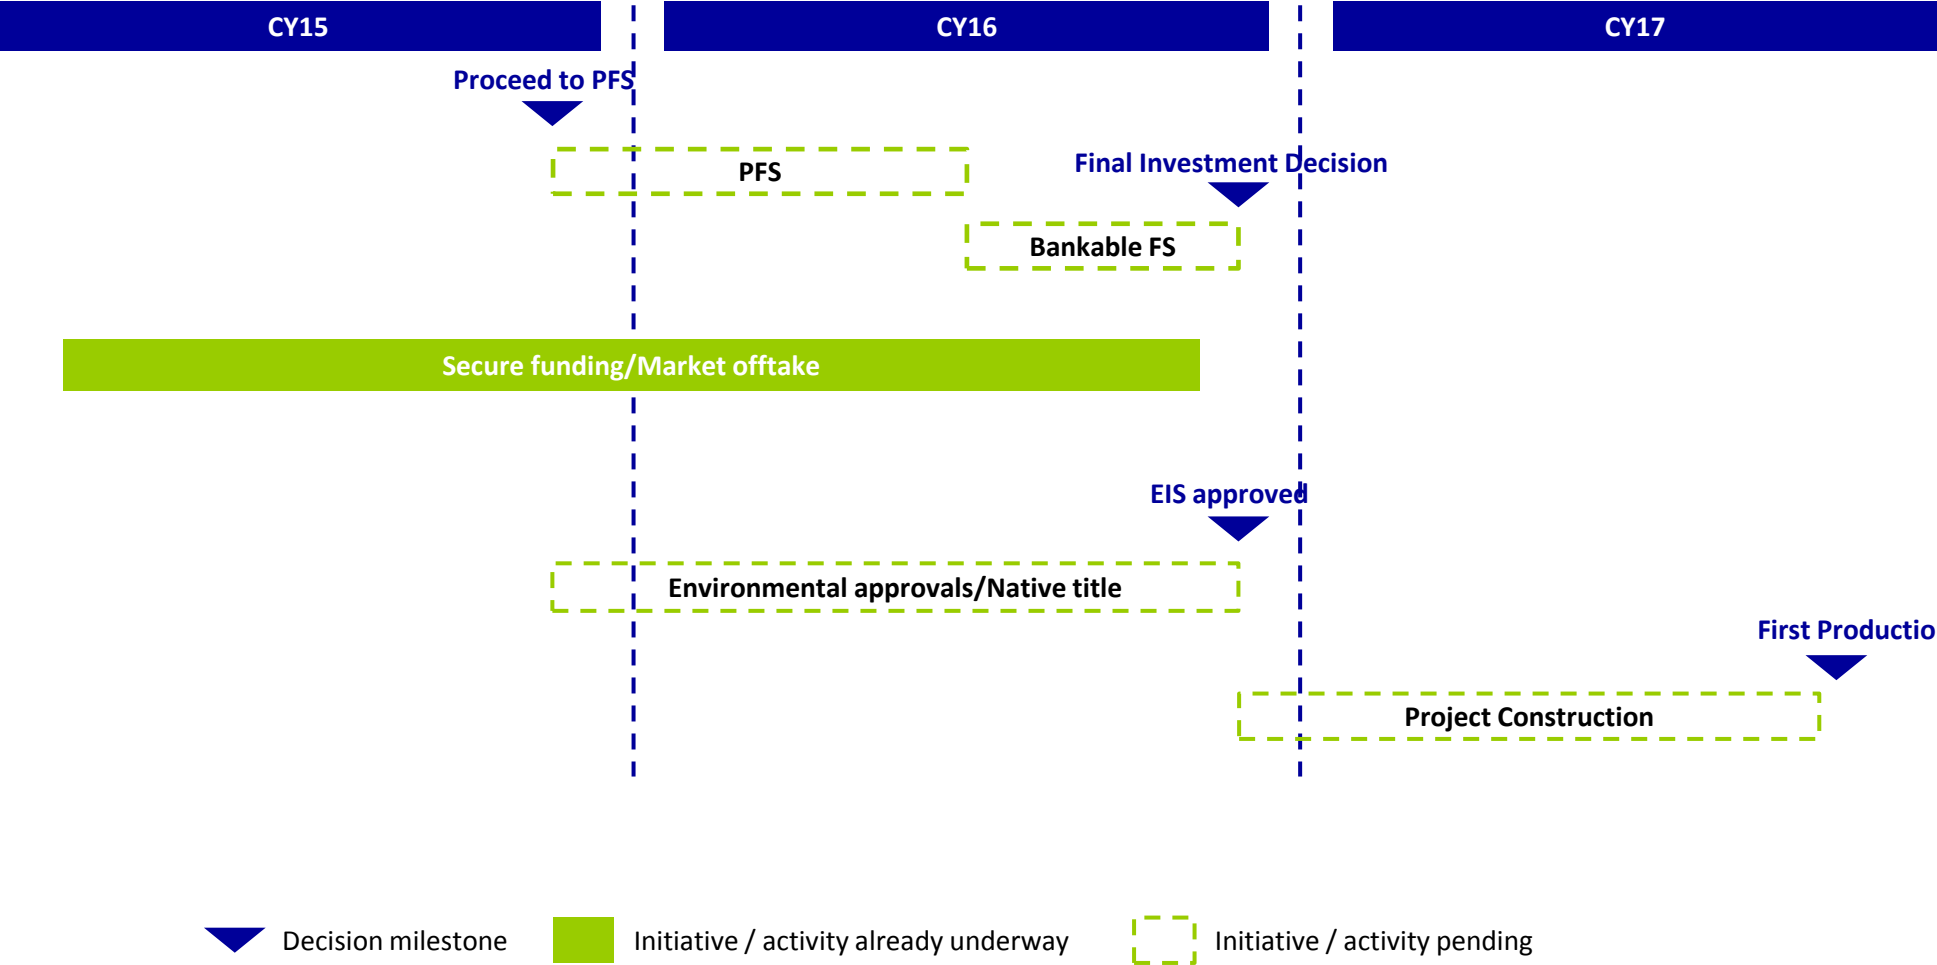 CY15
CY16
CY17
Proceed to PFS
PFS
Final Investment Decision
Bankable FS
Secure funding/Market offtake
EIS approved
Environmental approvals/Native title
First Productio
Project Construction
Decision milestone
Initiative / activity already underway
Initiative / activity pending